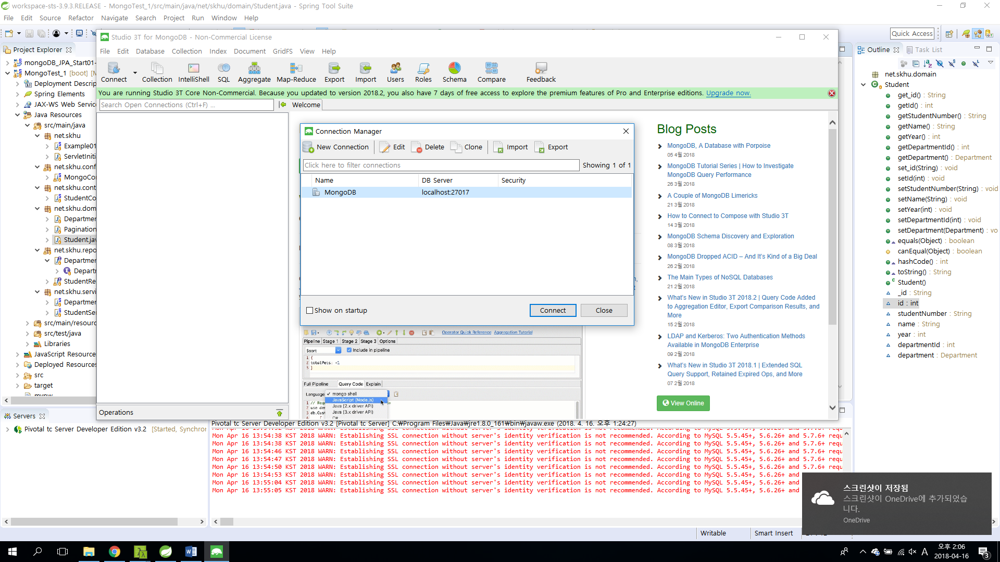 workspace-sts-3.9.3.RELEASE - MongoTest_1/src/main/java/net/skhu/domain/Student.java - Spring Tool Suite
File Edit Source Refactor Navigate Search Project Run Window Help
Quick Access
Project Explorer
mongoDB_JPA_Start01-
MongoTest_1 [boot]
Deployment Descrip
Spring Elements
JAX-WS Web Servic
Java Resources
src/main/java
net.skhu
Example01
ServletIniti
net.skhu.conf
MongoCo
net.skhu.cont
StudentCo
net.skhu.dom
Departmer
Pagination
Student.jav
net.skhu.repo
Departmer
Depart
StudentRe
net.skhu.servi
Departmer
StudentSe
src/main/resourc
src/test/java
Libraries
JavaScript Resource
Deployed Resources
src
target
mvnw
Studio 3T for MongoDB - Non-Commercial License
File Edit Database Collection Index Document GridFS View Help
Connect Collection IntelliShell SQL Aggregate Map-Reduce Export Import Users Roles Schema Compare Feedback
You are running Studio 3T Core Non-Commercial. Because you updated to version 2018.2, you also have 7 days of free access to explore the premium features of Pro and Enterprise editions. Upgrade now.
Search Open Connections (Ctrl+F) ...
Welcome
Operations
Connection Manager
New Connection Edit Delete Clone Import Export
Click here to filter connections
Showing 1 of 1
Name DB Server Security
MongoDB localhost:27017
Show on startup
Connect Close
Operator Quick Reference Aggregation Tutorial
Pipeline Stage 1 Stage 2 Stage 3 Options
$sort
Include in pipeline
1 {
2 totalPets: -1
3 }
Full Pipeline Query Code Explain
Language
✓ mongo shell
JavaScript (Node.js)
Java (2.x driver API)
Java (3.x driver API)
C#
1 // Req
2 use de
3 db.Cust
Blog Posts
MongoDB, A Database with Porpoise
05 4월 2018
MongoDB Tutorial Series | How to Investigate
MongoDB Query Performance
26 3월 2018
A Couple of MongoDB Limericks
21 3월 2018
How to Connect to Compose with Studio 3T
14 3월 2018
MongoDB Schema Discovery and Exploration
08 3월 2018
MongoDB Dropped ACID – And It's Kind of a Big Deal
26 2월 2018
The Main Types of NoSQL Databases
21 2월 2018
What's New in Studio 3T 2018.2 | Query Code Added
to Aggregation Editor, Export Comparison Results, and
More
15 2월 2018
LDAP and Kerberos: Two Authentication Methods
Available in MongoDB Enterprise
09 2월 2018
What's New in Studio 3T 2018.1 | Extended SQL
Query Support, Retained Expired Ops, and More
07 2월 2018
View Online
Outline Task List
net.skhu.domain
Student
get_id() : String
getId() : int
getStudentNumber() : String
getName() : String
getYear() : int
getDepartmentId() : int
getDepartment() : Department
set_id(String) : void
setId(int) : void
setStudentNumber(String) : void
setName(String) : void
setYear(int) : void
setDepartmentId(int) : void
setDepartment(Department) : vo
equals(Object) : boolean
canEqual(Object) : boolean
hashCode() : int
toString() : String
Student()
_id : String
id : int
studentNumber : String
name : String
year : int
departmentId : int
department : Department
Servers
Pivotal tc Server Developer Edition v3.2 [Started, Synchror
Pivotal tc Server Developer Edition v3.2 [Pivotal tc Server] C:₩Program Files₩Java₩jre1.8.0_161₩bin₩javaw.exe (2018. 4. 16. 오후 1:24:27)
Mon Apr 16 13:54:38 KST 2018 WARN: Establishing SSL connection without server's identity verification is not recommended. According to MySQL 5.5.45+, 5.6.26+ and 5.7.6+ requ
Mon Apr 16 13:54:38 KST 2018 WARN: Establishing SSL connection without server's identity verification is not recommended. According to MySQL 5.5.45+, 5.6.26+ and 5.7.6+ requ
Mon Apr 16 13:54:46 KST 2018 WARN: Establishing SSL connection without server's identity verification is not recommended. According to MySQL 5.5.45+, 5.6.26+ and 5.7.6+ requ
Mon Apr 16 13:54:47 KST 2018 WARN: Establishing SSL connection without server's identity verification is not recommended. According to MySQL 5.5.45+, 5.6.26+ and 5.7.6+ requ
Mon Apr 16 13:54:50 KST 2018 WARN: Establishing SSL connection without server's identity verification is not recommended. According to MySQL 5.5.45+, 5.6.26+ and 5.7.6+ requ
Mon Apr 16 13:54:53 KST 2018 WARN: Establishing SSL connection without server's identity verification is not recommended. According to MySQL 5.5.45+, 5.6.26+ and
Mon Apr 16 13:55:04 KST 2018 WARN: Establishing SSL connection without server's identity verification is not recommended. According to MySQL 5.5.45+, 5.6.26+ and
Mon Apr 16 13:55:05 KST 2018 WARN: Establishing SSL connection without server's identity verification is not recommended. According to MySQL 5.5.45+, 5.6.26+ and
스크린샷이 저장됨
스크린샷이 OneDrive에 추가되었습
니다.
OneDrive
Writable Smart Insert
A
오후 2:06
2018-04-16
3